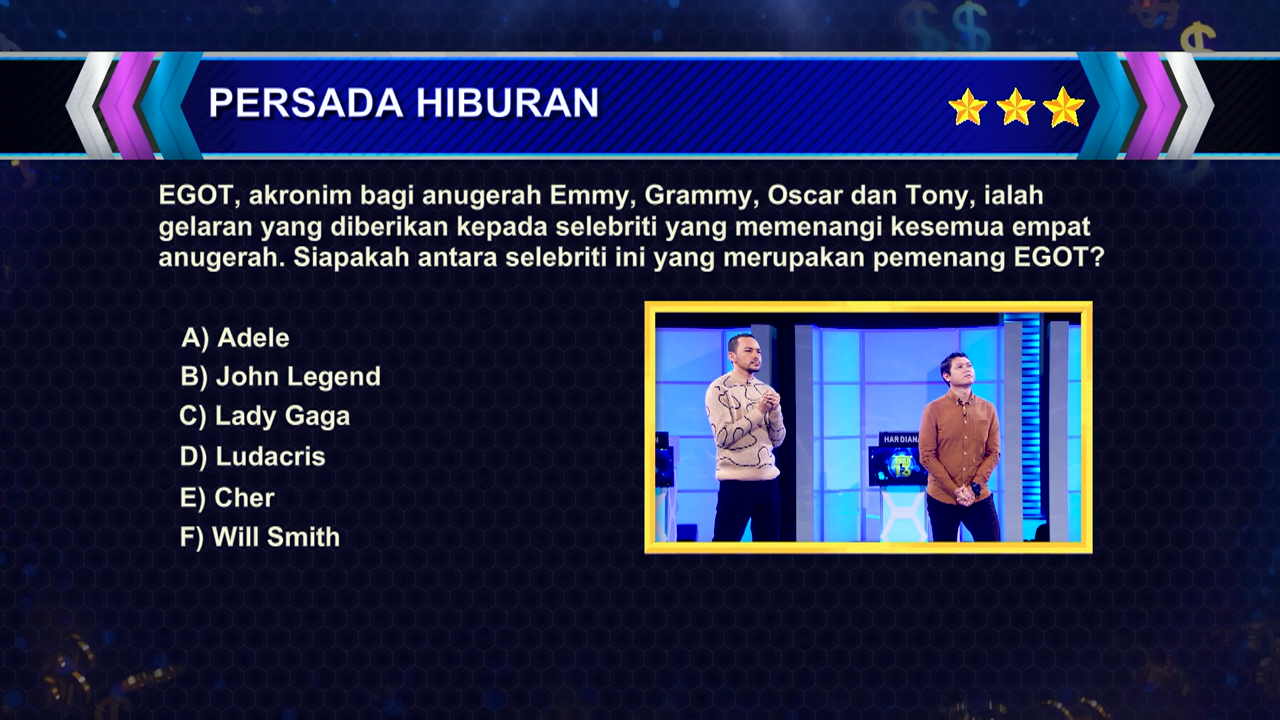 PERSADA HIBURAN
EGOT, akronim bagi anugerah Emmy, Grammy, Oscar dan Tony, ialah
gelaran yang diberikan kepada selebriti yang memenangi kesemua empat
anugerah. Siapakah antara selebriti ini yang merupakan pemenang EGOT?
A) Adele
B) John Legend
C) Lady Gaga
D) Ludacris
E) Cher
F) Will Smith